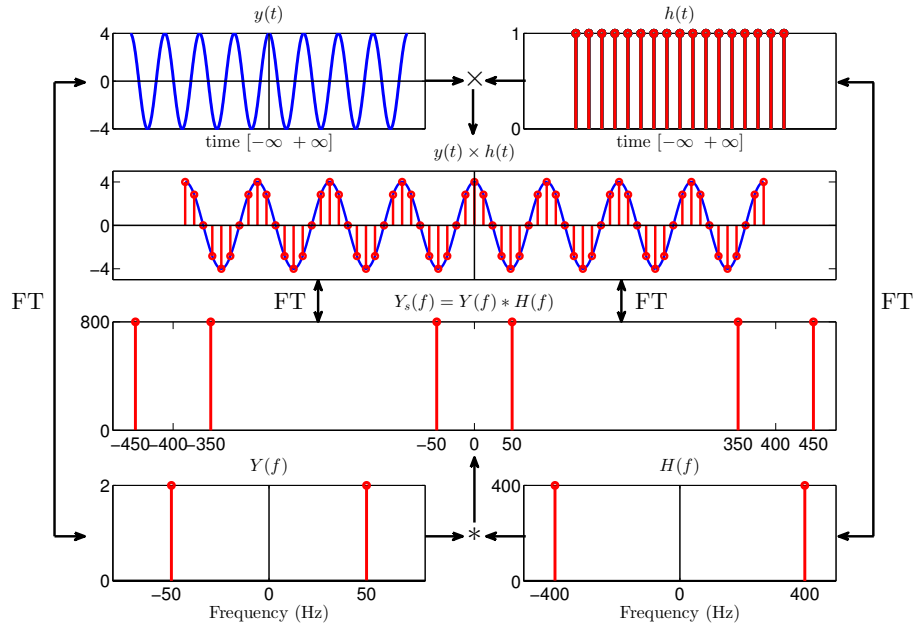 y(t)
h(t)
4
0
−4
1
0
×
time [−∞ +∞]
time [−∞ +∞]
y(t) × h(t)
4
0
−4
FT
FT
FT
FT
Y_s(f) = Y(f) ∗ H(f)
800
0
−450 −400 −350 −50 0 50 350 400 450
Y(f)
H(f)
2
0
400
200
0
∗
−50 0 50
−400 0 400
Frequency (Hz)
Frequency (Hz)